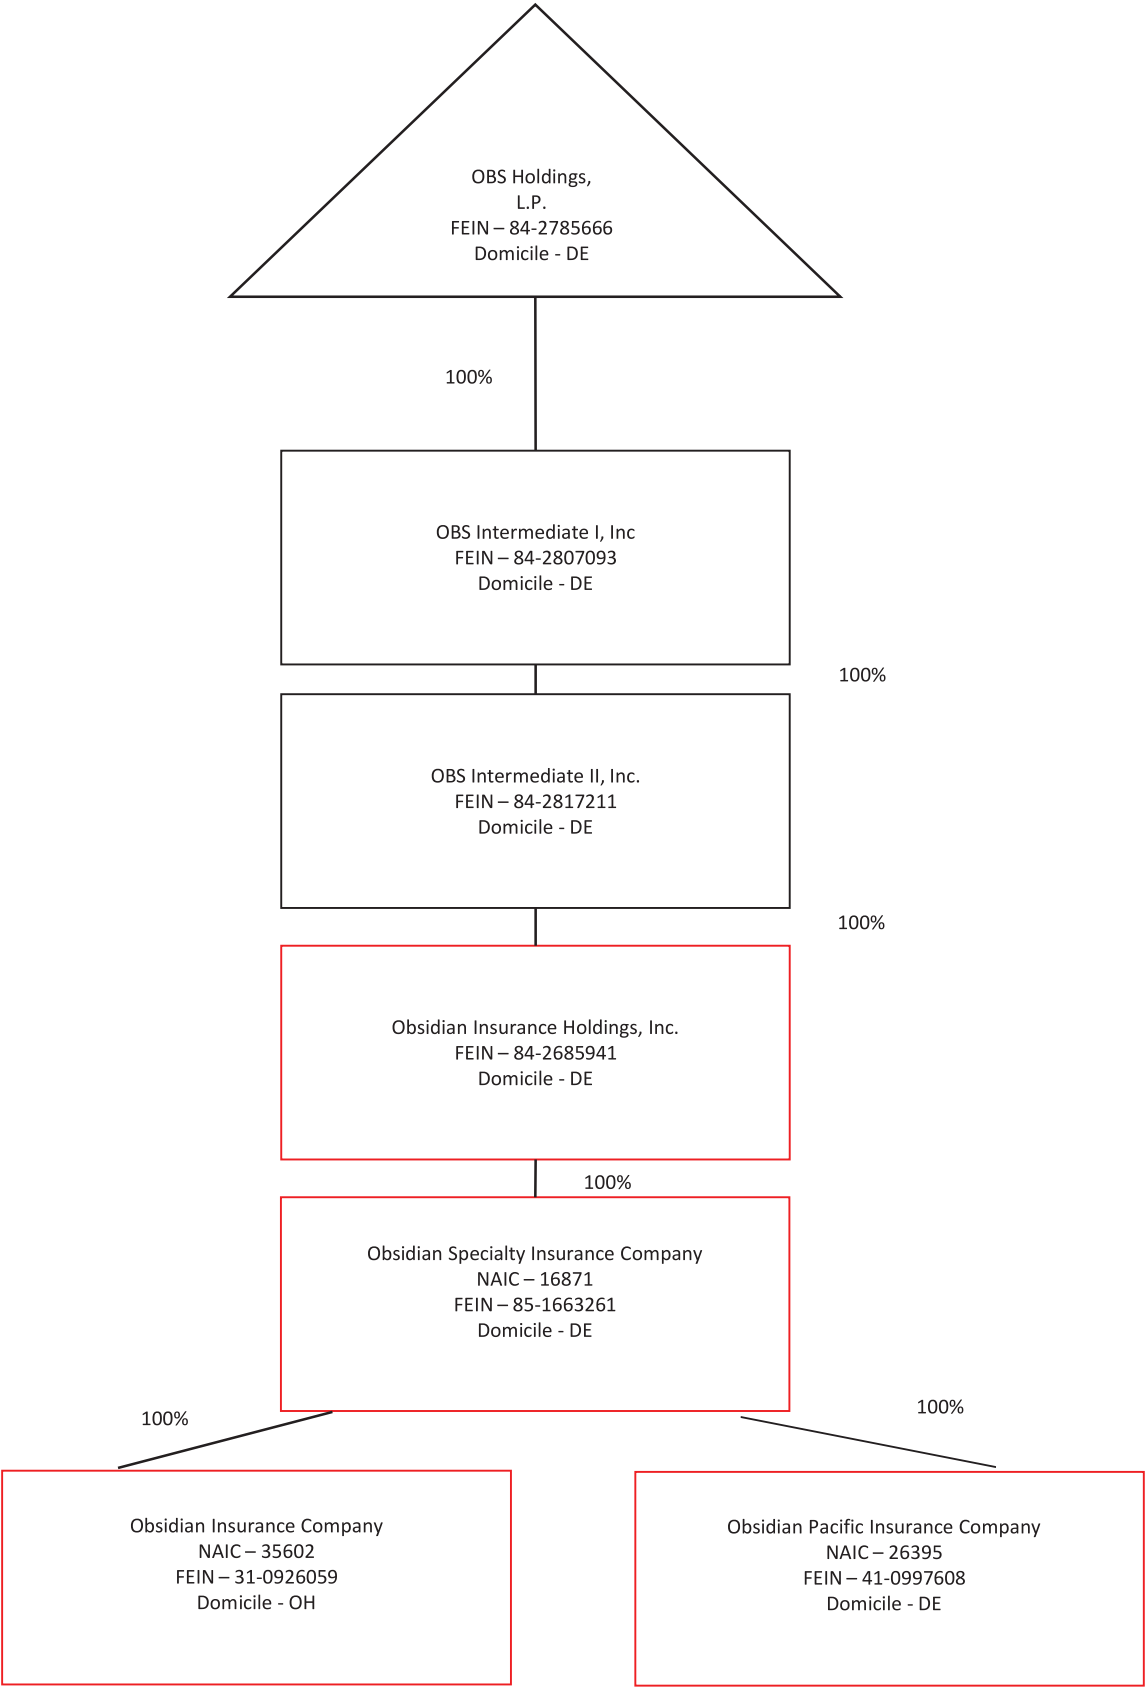 OBS Holdings,
L.P.
FEIN – 84-2785666
Domicile - DE
100%
OBS Intermediate I, Inc
FEIN – 84-2807093
Domicile - DE
100%
OBS Intermediate II, Inc.
FEIN – 84-2817211
Domicile - DE
100%
Obsidian Insurance Holdings, Inc.
FEIN – 84-2685941
Domicile - DE
100%
Obsidian Specialty Insurance Company
NAIC – 16871
FEIN – 85-1663261
Domicile - DE
100%
100%
Obsidian Insurance Company
NAIC – 35602
FEIN – 31-0926059
Domicile - OH
Obsidian Pacific Insurance Company
NAIC – 26395
FEIN – 41-0997608
Domicile - DE